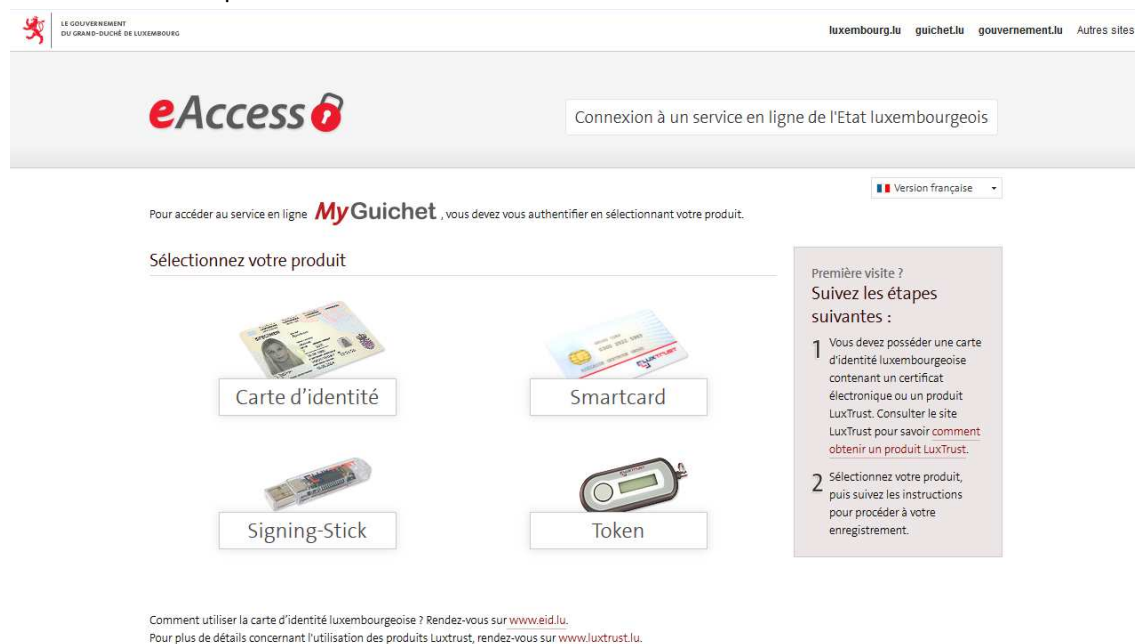 LE GOUVERNEMENT
DU GRAND-DUCHÉ DE LUXEMBOURG
luxembourg.lu guichet.lu gouvernement.lu Autres sites
eAccess
Connexion à un service en ligne de l'Etat luxembourgeois
Version française
Pour accéder au service en ligne MyGuichet , vous devez vous authentifier en sélectionnant votre produit.
Sélectionnez votre produit
SPECIMEN
LUXTRUST
Carte d'identité
Smartcard
Signing-Stick
Token
Première visite ?
Suivez les étapes
suivantes :
1 Vous devez posséder une carte
d'identité luxembourgeoise
contenant un certificat
électronique ou un produit
LuxTrust. Consulter le site
LuxTrust pour savoir comment
obtenir un produit LuxTrust.
2 Sélectionnez votre produit,
puis suivez les instructions
pour procéder à votre
enregistrement.
Comment utiliser la carte d'identité luxembourgeoise ? Rendez-vous sur www.eid.lu.
Pour plus de détails concernant l'utilisation des produits Luxtrust, rendez-vous sur www.luxtrust.lu.